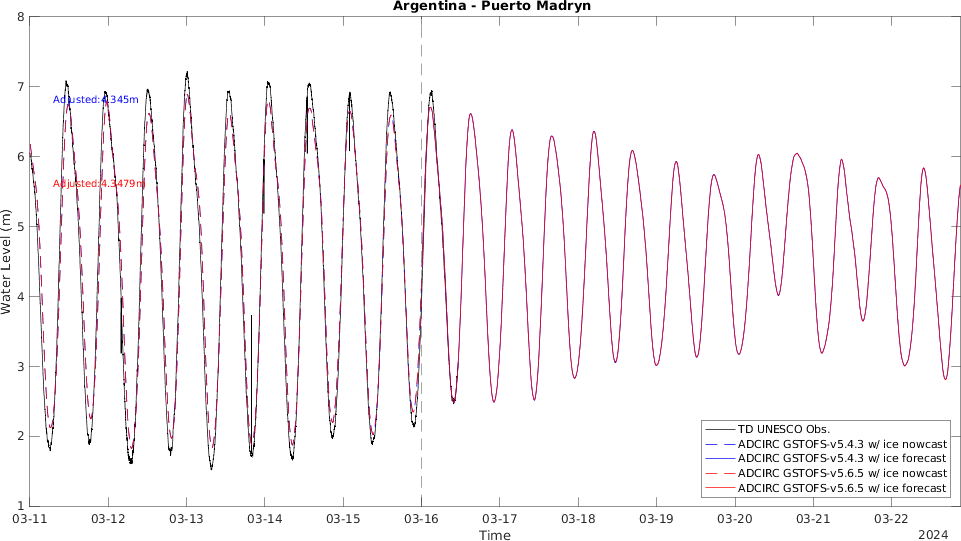 Argentina - Puerto Madryn
8
7
6
5
4
3
2
1
Water Level (m)
Adjusted:4.345m
Adjusted:4.3479m
TD UNESCO Obs.
ADCIRC GSTOFS-v5.4.3 w/ ice nowcast
ADCIRC GSTOFS-v5.4.3 w/ ice forecast
ADCIRC GSTOFS-v5.6.5 w/ ice nowcast
ADCIRC GSTOFS-v5.6.5 w/ ice forecast
03-11 03-12 03-13 03-14 03-15 03-16 03-17 03-18 03-19 03-20 03-21 03-22
Time
2024